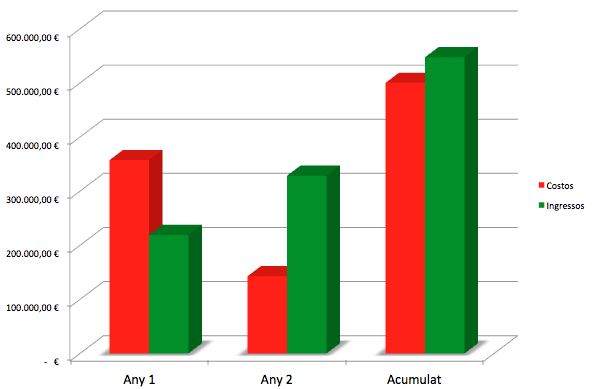 600.000,00 €
500.000,00 €
400.000,00 €
300.000,00 €
200.000,00 €
100.000,00 €
- €
Any 1
Any 2
Acumulat
Costos
Ingressos